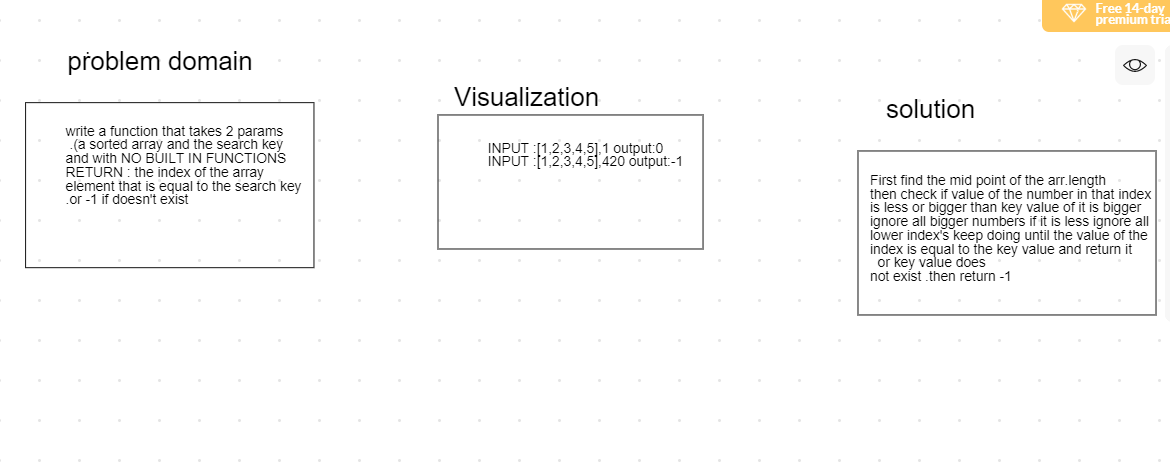 Free 14-day
premium tria
problem domain
write a function that takes 2 params
.(a sorted array and the search key
and with NO BUILT IN FUNCTIONS
RETURN : the index of the array
element that is equal to the search key
.or -1 if doesn't exist
Visualization
INPUT :[1,2,3,4,5],1 output:0
INPUT :[1,2,3,4,5],420 output:-1
solution
First find the mid point of the arr.length
then check if value of the number in that index
is less or bigger than key value of it is bigger
ignore all bigger numbers if it is less ignore all
lower index's keep doing until the value of the
index is equal to the key value and return it
or key value does
not exist .then return -1